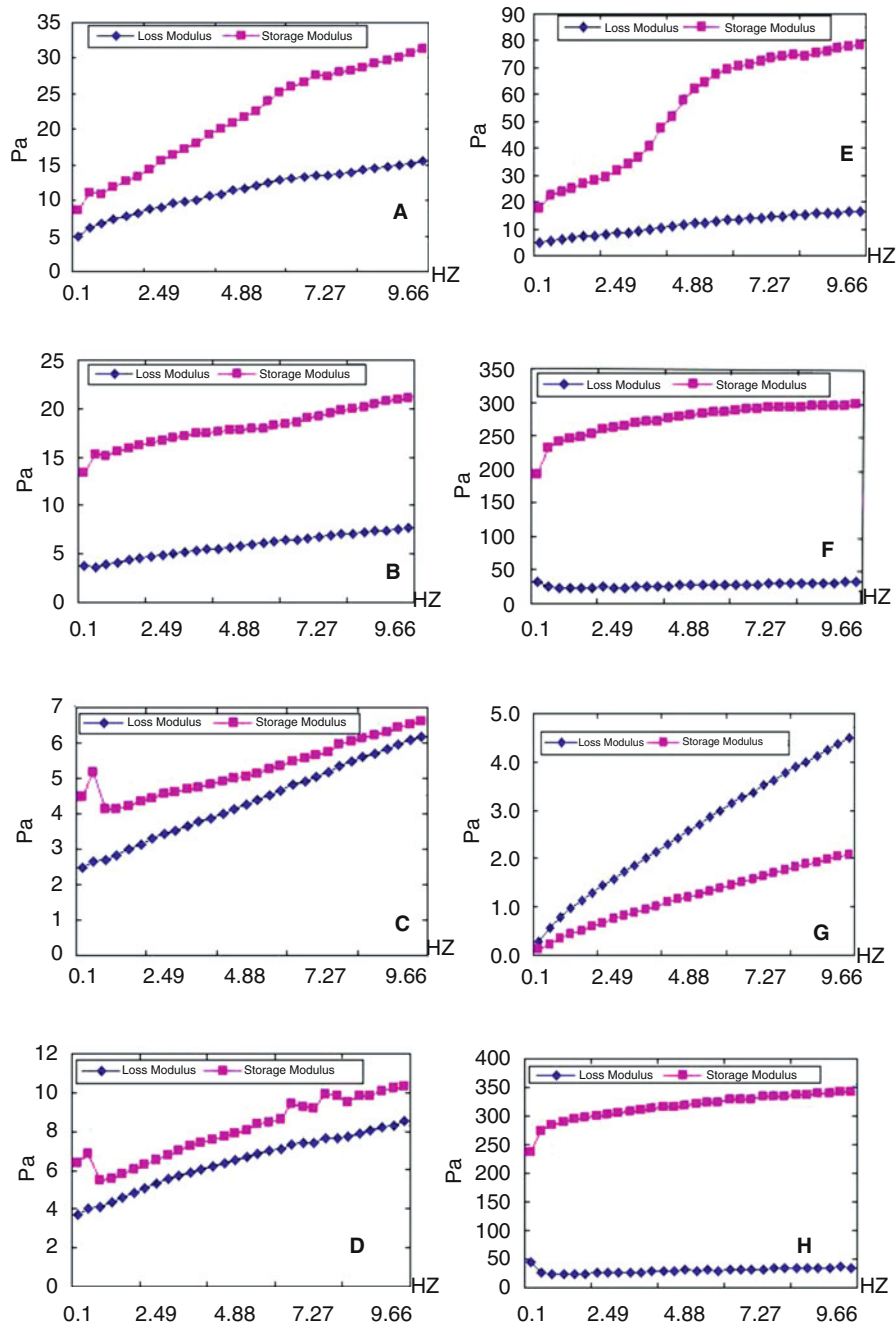 35
30
25
20
15
10
5
0
Pa
Loss Modulus Storage Modulus
A
HZ
0.1 2.49 4.88 7.27 9.66
90
80
70
60
50
40
30
20
10
0
Pa
Loss Modulus Storage Modulus
E
0.1 2.49 4.88 7.27 9.66
25
20
15
10
5
0
Pa
Loss Modulus Storage Modulus
B
0.1 2.49 4.88 7.27 9.66
350
300
250
200
150
100
50
0
Pa
Loss Modulus Storage Modulus
F
HZ
0.1 2.49 4.88 7.27 9.66
7
6
5
4
3
2
1
0
Pa
Loss Modulus Storage Modulus
C
HZ
0.1 2.49 4.88 7.27 9.66
5.0
4.0
3.0
2.0
1.0
0.0
Pa
Loss Modulus Storage Modulus
G
HZ
0.1 2.49 4.88 7.27 9.66
12
10
8
6
4
2
0
Pa
Loss Modulus Storage Modulus
D
0.1 2.49 4.88 7.27 9.66
400
350
300
250
200
150
100
50
0
Pa
Loss Modulus Storage Modulus
H
0.1 2.49 4.88 7.27 9.66